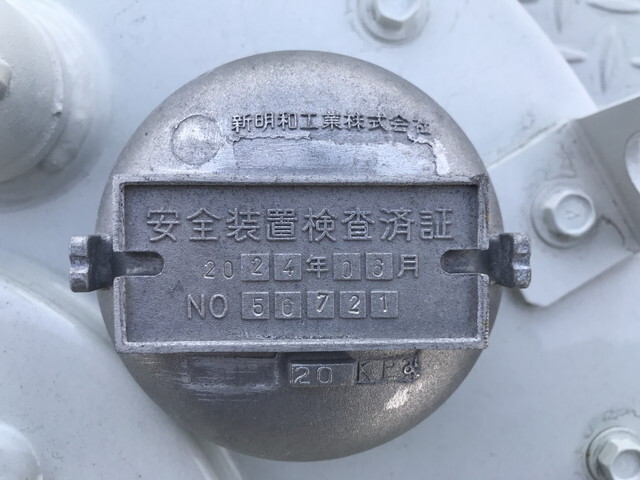 新明和工業株式会社
安全装置検査済証
2024年06月
NO 56721
20 KPa